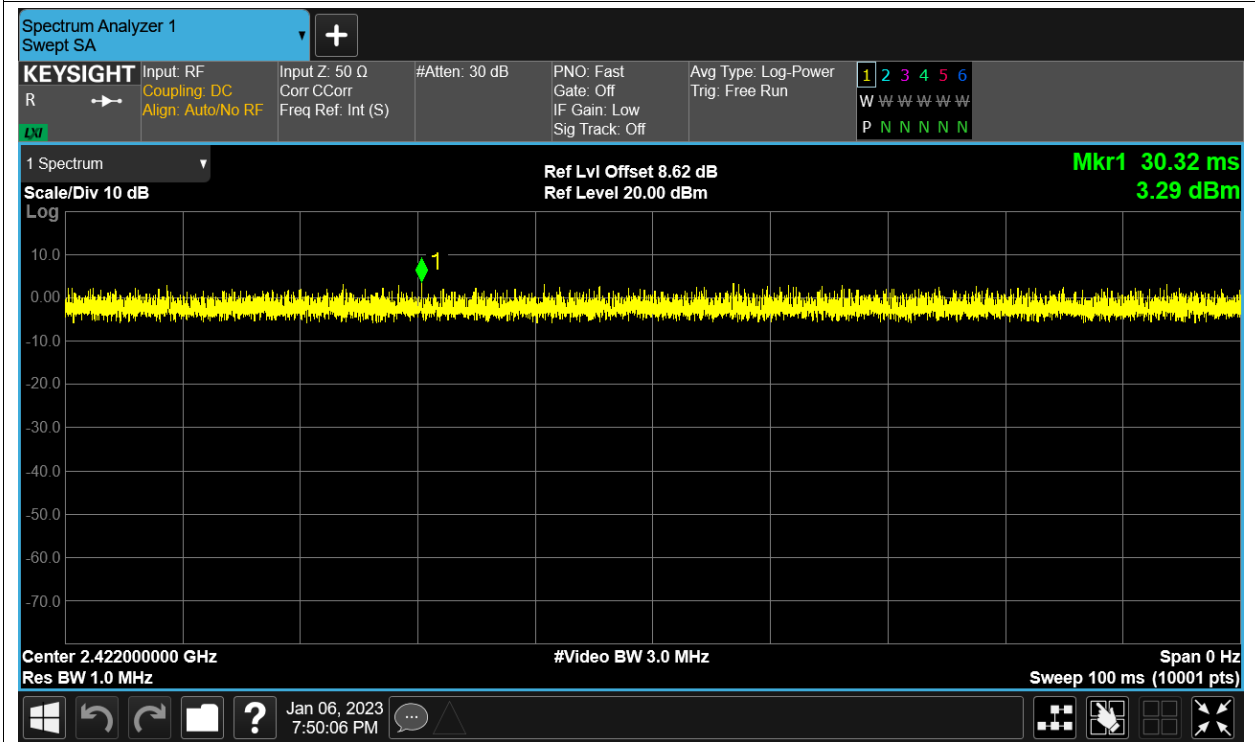 Spectrum Analyzer 1
Swept SA
KEYSIGHT
R
LXI
Input: RF
Coupling: DC
Align: Auto/No RF
Input Z: 50 Ω
Corr CCorr
Freq Ref: Int (S)
#Atten: 30 dB
PNO: Fast
Gate: Off
IF Gain: Low
Sig Track: Off
Avg Type: Log-Power
Trig: Free Run
1 2 3 4 5 6
W W W W W W
P N N N N N
1 Spectrum
Scale/Div 10 dB
Log
Ref Lvl Offset 8.62 dB
Ref Level 20.00 dBm
Mkr1 30.32 ms
3.29 dBm
1
10.0
0.00
-10.0
-20.0
-30.0
-40.0
-50.0
-60.0
-70.0
Center 2.422000000 GHz
Res BW 1.0 MHz
#Video BW 3.0 MHz
Span 0 Hz
Sweep 100 ms (10001 pts)
?
Jan 06, 2023
7:50:06 PM